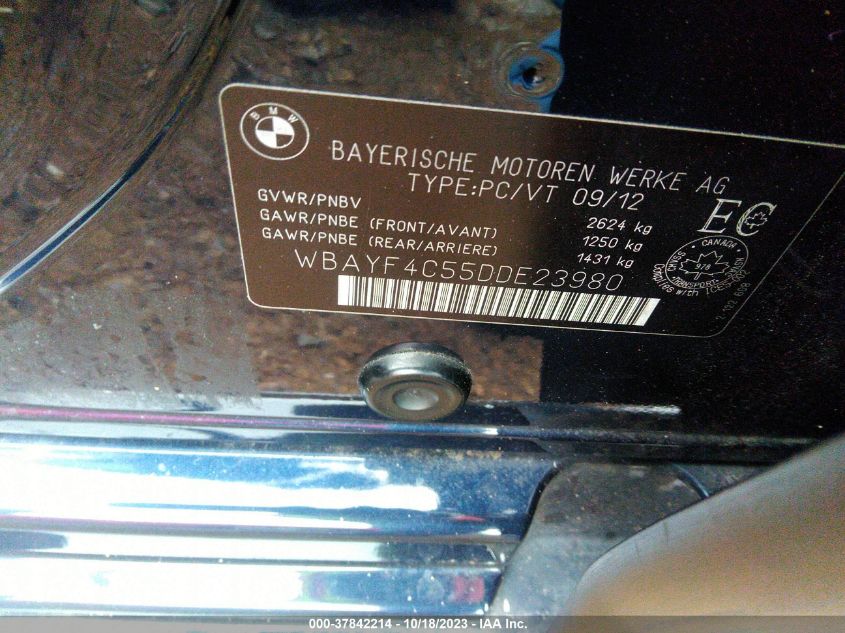 BMW
BAYERISCHE MOTOREN WERKE AG
TYPE:PC/VT 09/12
GVWR/PNBV 2624 kg
GAWR/PNBE (FRONT/AVANT) 1250 kg
GAWR/PNBE (REAR/ARRIERE) 1431 kg
EC
WBAYF4C55DDE23980
CANADA
TRANSPORT
000-37842214 - 10/18/2023 - IAA Inc.